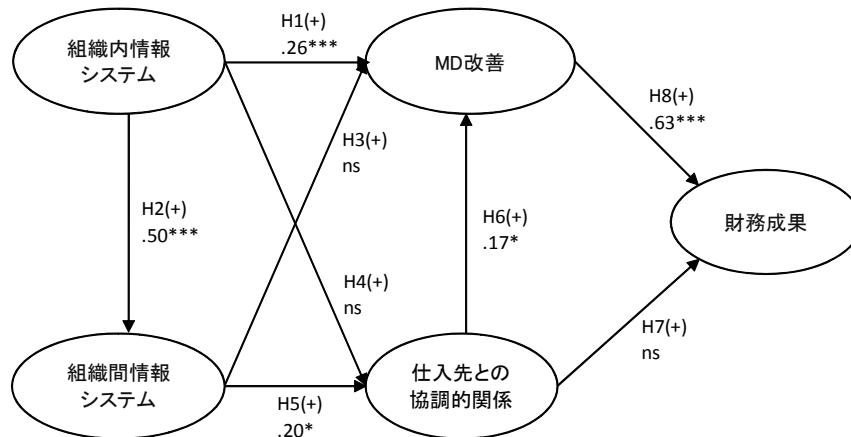 組織内情報
システム
H1(+)
.26***
MD改善
H3(+)
ns
H8(+)
.63***
H2(+)
.50***
H6(+)
.17*
財務成果
H4(+)
ns
H7(+)
ns
組織間情報
システム
H5(+)
.20*
仕入先との
協調的関係